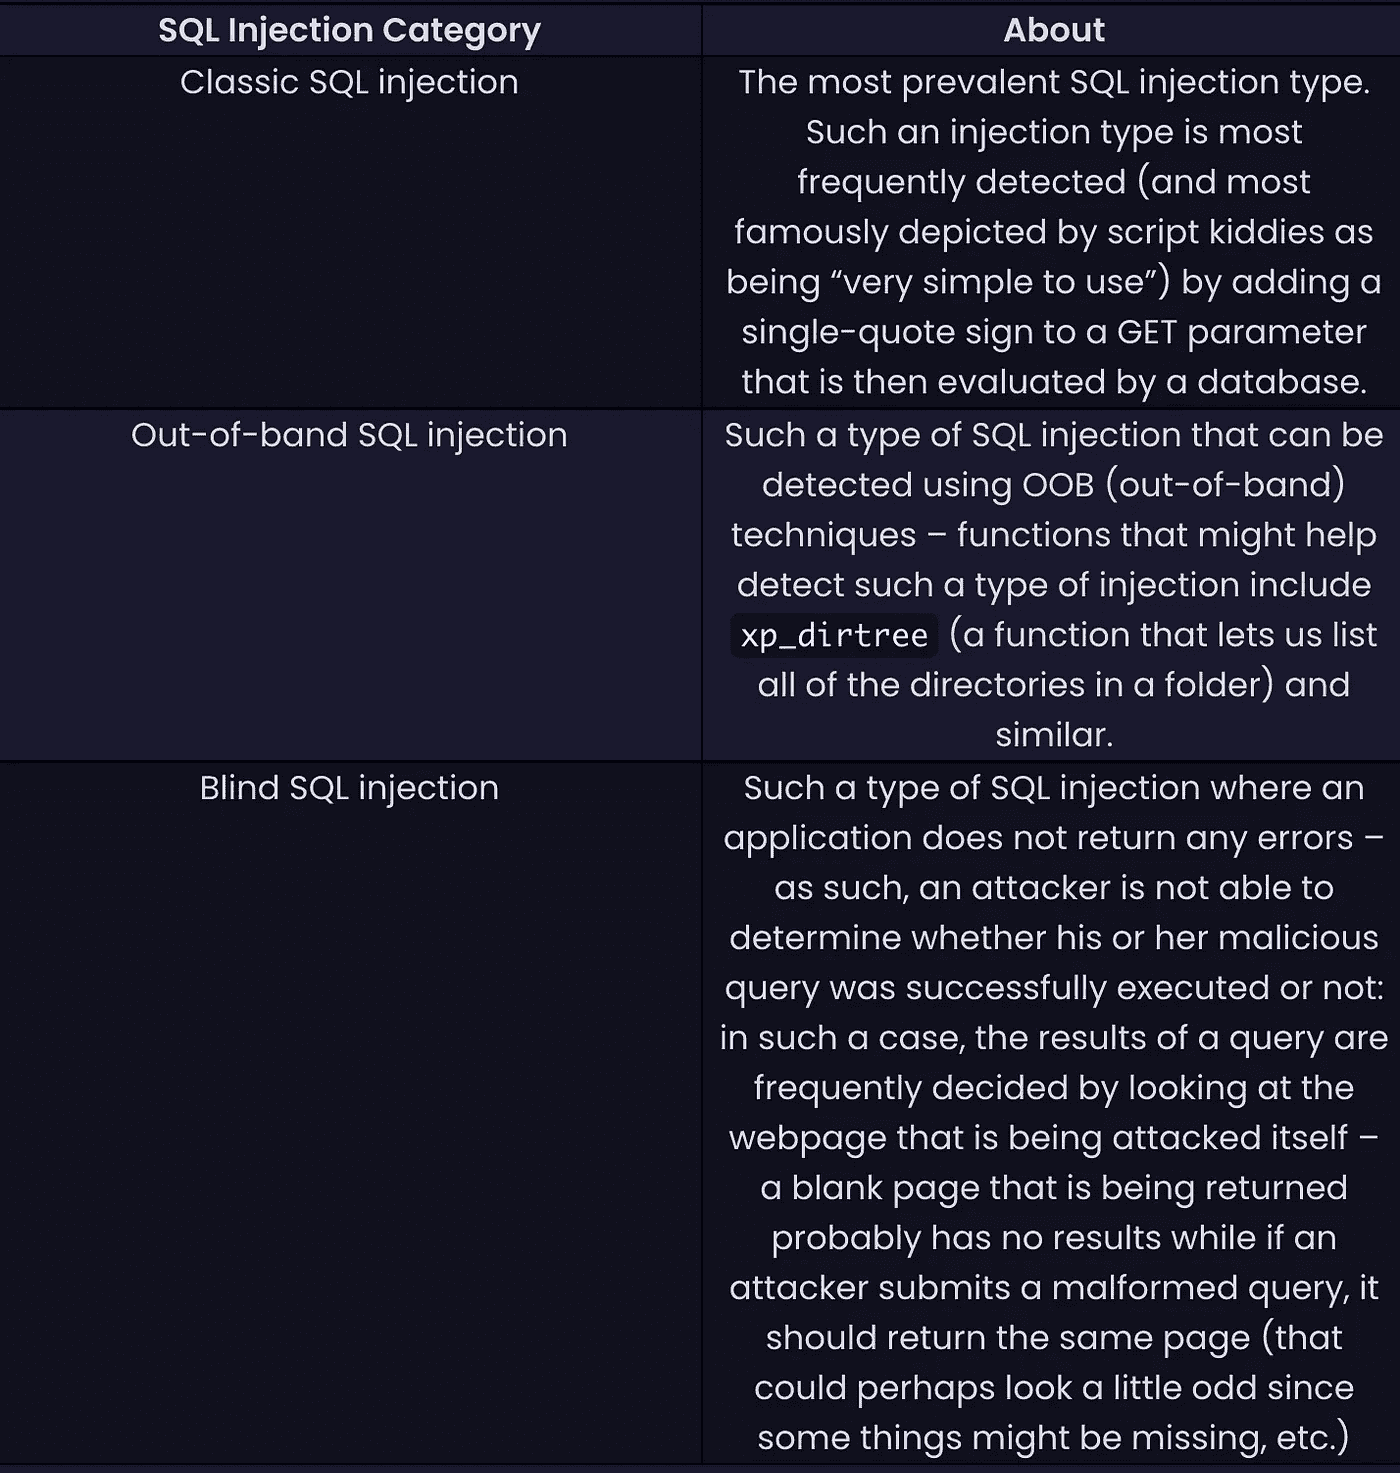 SQL Injection Category
About
Classic SQL injection
The most prevalent SQL injection type.
Such an injection type is most
frequently detected (and most
famously depicted by script kiddies as
being “very simple to use”) by adding a
single-quote sign to a GET parameter
that is then evaluated by a database.
Out-of-band SQL injection
Such a type of SQL injection that can be
detected using OOB (out-of-band)
techniques – functions that might help
detect such a type of injection include
xp_dirtree (a function that lets us list
all of the directories in a folder) and
similar.
Blind SQL injection
Such a type of SQL injection where an
application does not return any errors –
as such, an attacker is not able to
determine whether his or her malicious
query was successfully executed or not:
in such a case, the results of a query are
frequently decided by looking at the
webpage that is being attacked itself –
a blank page that is being returned
probably has no results while if an
attacker submits a malformed query, it
should return the same page (that
could perhaps look a little odd since
some things might be missing, etc.)